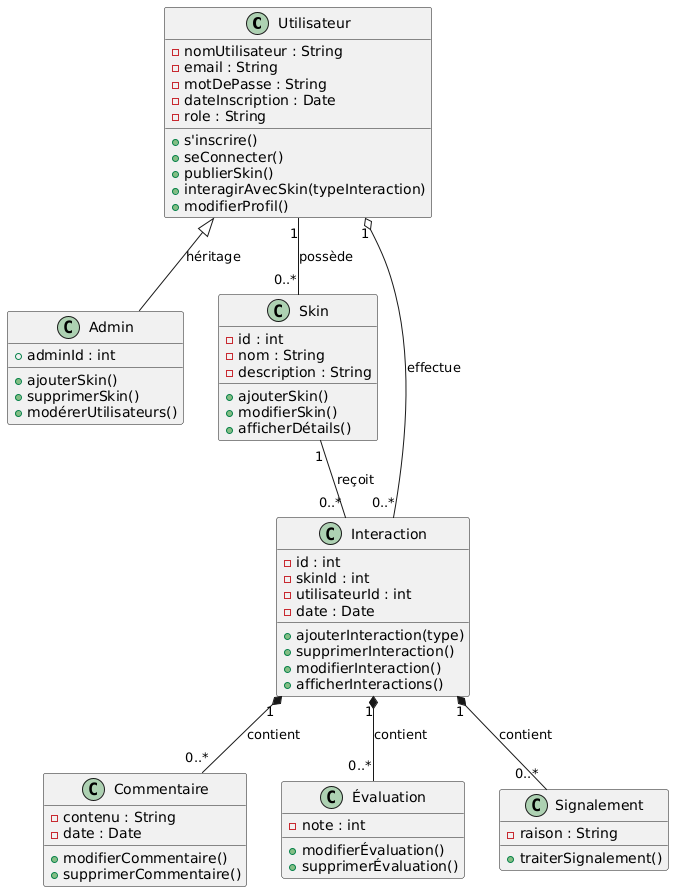 C Utilisateur
nomUtilisateur : String
email : String
motDePasse : String
dateInscription : Date
role : String
s'inscrire()
seConnecter()
publierSkin()
interagirAvecSkin(typeInteraction)
modifierProfil()
1
1
héritage
possède
0..*
C Admin
adminId : int
ajouterSkin()
supprimerSkin()
modérerUtilisateurs()
C Skin
id : int
nom : String
description : String
ajouterSkin()
modifierSkin()
afficherDétails()
effectue
1
reçoit
0..*
0..*
C Interaction
id : int
skinId : int
utilisateurId : int
date : Date
ajouterInteraction(type)
supprimerInteraction()
modifierInteraction()
afficherInteractions()
1
1
1
contient
contient
contient
0..*
0..*
0..*
C Commentaire
contenu : String
date : Date
modifierCommentaire()
supprimerCommentaire()
C Évaluation
note : int
modifierÉvaluation()
supprimerÉvaluation()
C Signalement
raison : String
traiterSignalement()